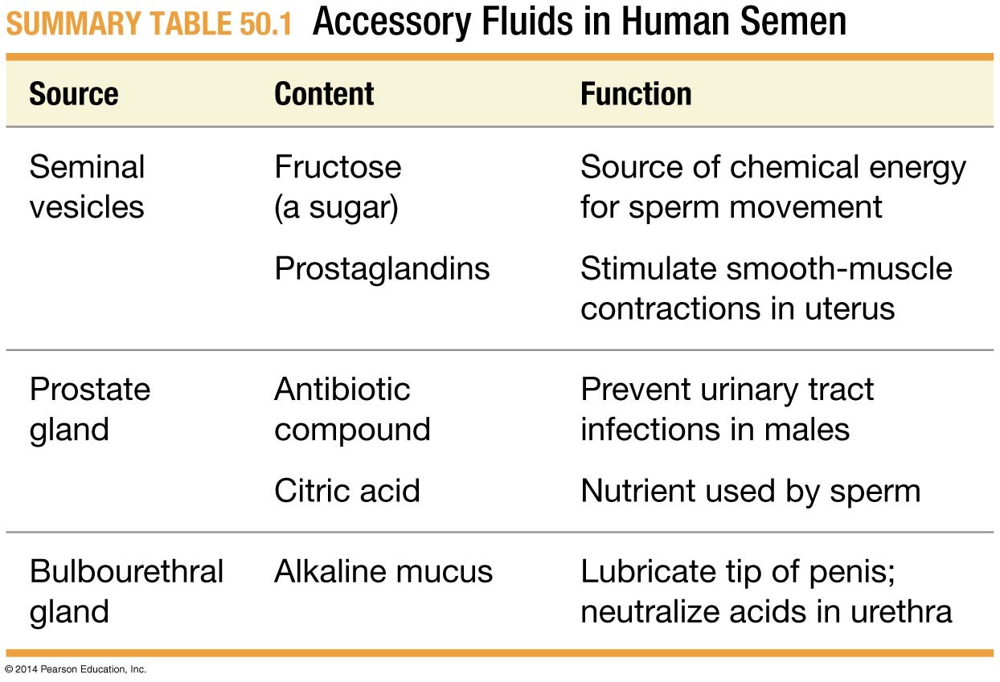 SUMMARY TABLE 50.1 Accessory Fluids in Human Semen
Source Content Function
Seminal Fructose Source of chemical energy
vesicles (a sugar) for sperm movement
Prostaglandins Stimulate smooth-muscle
contractions in uterus
Prostate Antibiotic Prevent urinary tract
gland compound infections in males
Citric acid Nutrient used by sperm
Bulbourethral Alkaline mucus Lubricate tip of penis;
gland neutralize acids in urethra
© 2014 Pearson Education, Inc.